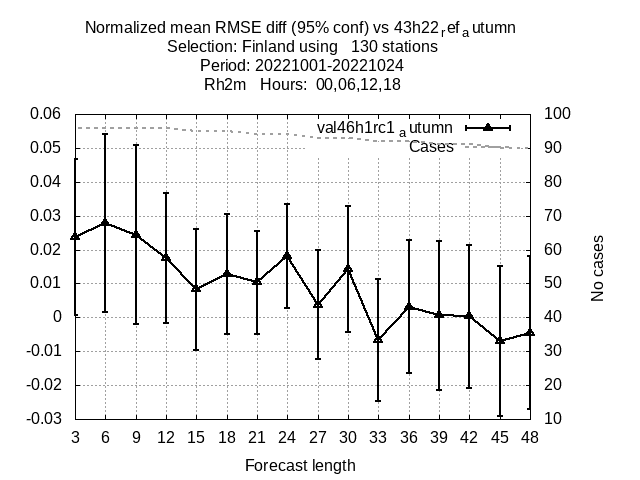 Normalized mean RMSE diff (95% conf) vs 43h22ᵣefₐutumn
Selection: Finland using 130 stations
Period: 20221001-20221024
Rh2m Hours: 00,06,12,18
0.06 100
val46h1rc1ₐutumn
Cases
0.05 90
0.04 80
0.03 70
0.02 60
0.01 50
0 40
-0.01 30
-0.02 20
-0.03 10
No cases
3 6 9 12 15 18 21 24 27 30 33 36 39 42 45 48
Forecast length